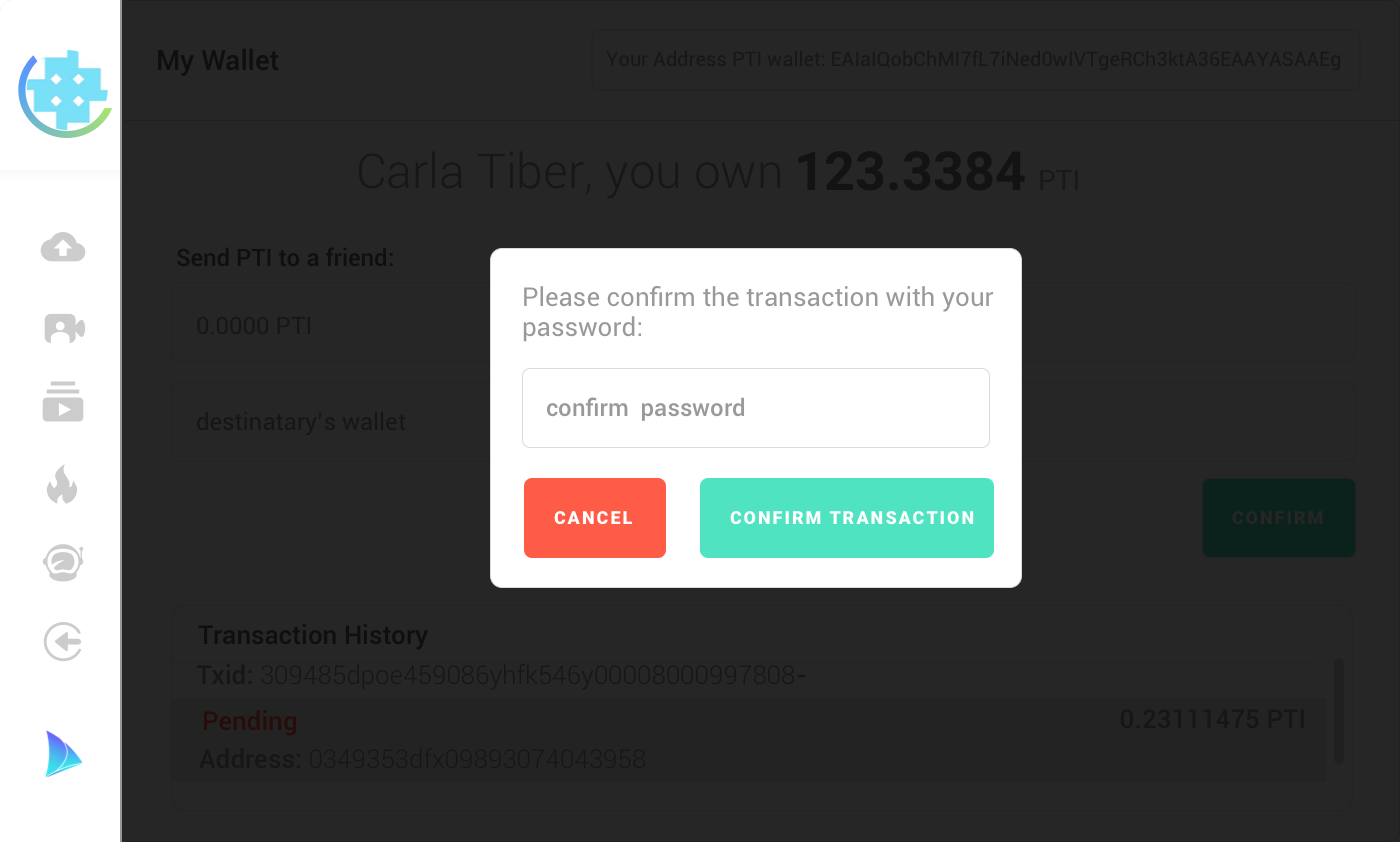 My Wallet
Your Address PTI wallet: EAIaIQobChMI7fL7iNed0wIVTgeRCh3ktA36EAAYASAAEg
Carla Tiber, you own 123.3384 PTI
Send PTI to a friend:
0.0000 PTI
destinatary's wallet
Please confirm the transaction with your
password:
confirm password
CANCEL
CONFIRM TRANSACTION
CONFIRM
Transaction History
Txid: 309485dpoe459086yhfk546y00008000997808-
Pending
0.23111475 PTI
Address: 0349353dfx09893074043958